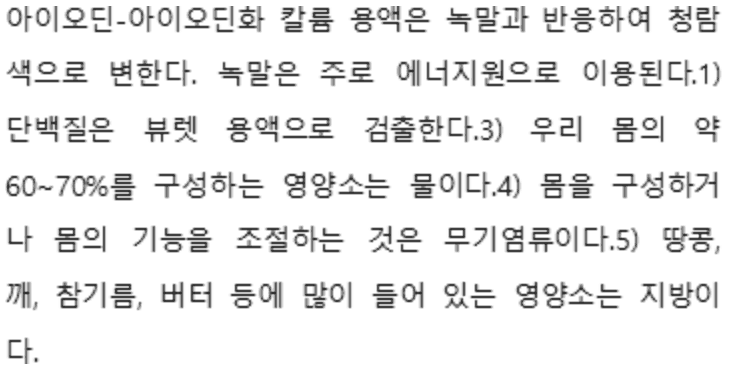 아이오딘-아이오딘화 칼륨 용액은 녹말과 반응하여 청람
색으로 변한다. 녹말은 주로 에너지원으로 이용된다.1)
단백질은 뷰렛 용액으로 검출한다.3) 우리 몸의 약
60~70%를 구성하는 영양소는 물이다.4) 몸을 구성하거
나 몸의 기능을 조절하는 것은 무기염류이다.5) 땅콩,
깨, 참기름, 버터 등에 많이 들어 있는 영양소는 지방이
다.